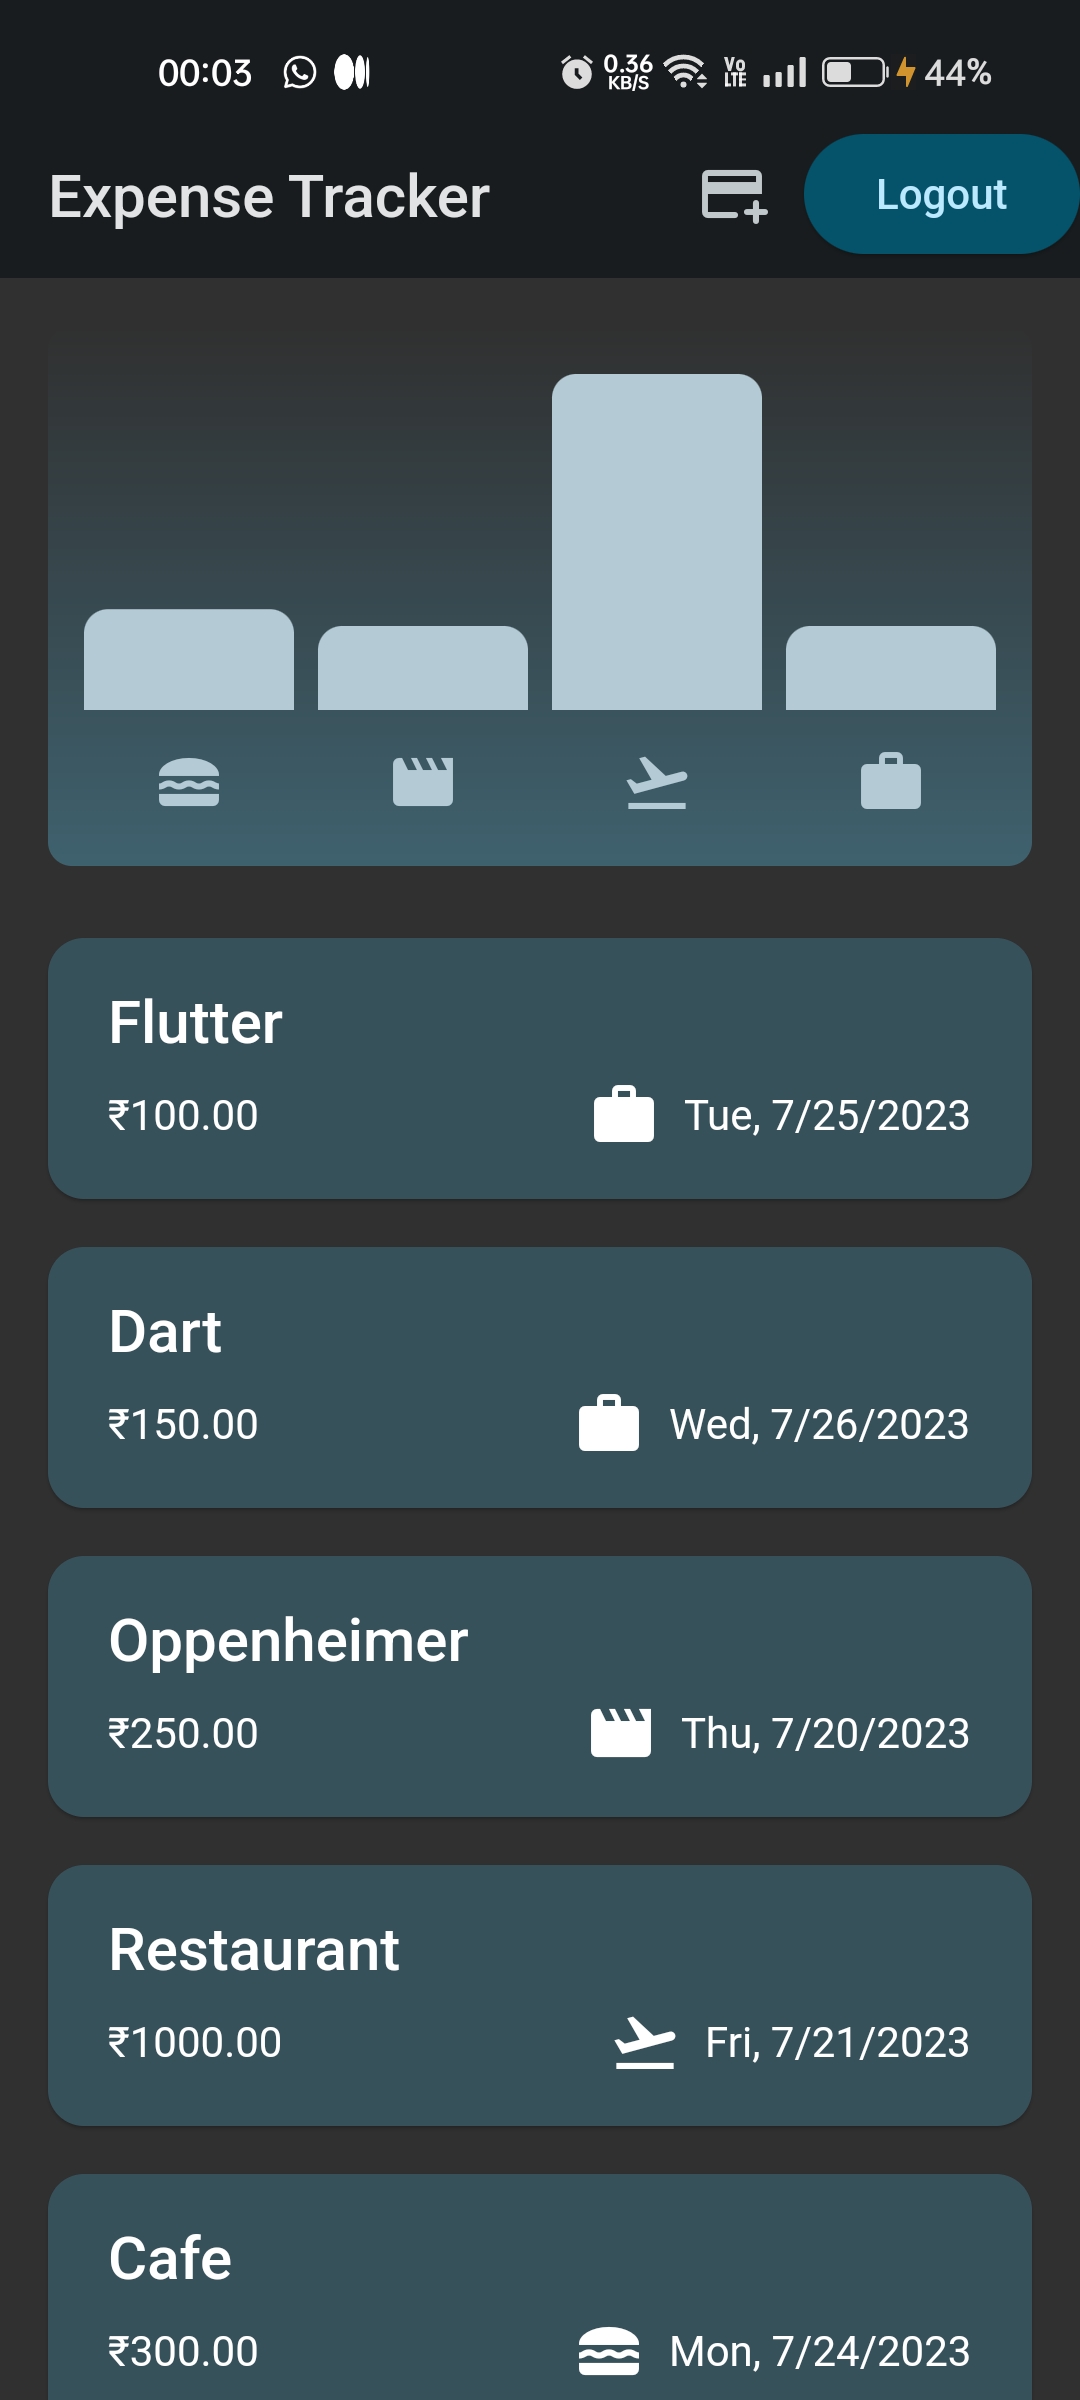 00:03 0.36 KB/S Vo LTE 44%
Expense Tracker Logout
Flutter
₹100.00 Tue, 7/25/2023
Dart
₹150.00 Wed, 7/26/2023
Oppenheimer
₹250.00 Thu, 7/20/2023
Restaurant
₹1000.00 Fri, 7/21/2023
Cafe
₹300.00 Mon, 7/24/2023